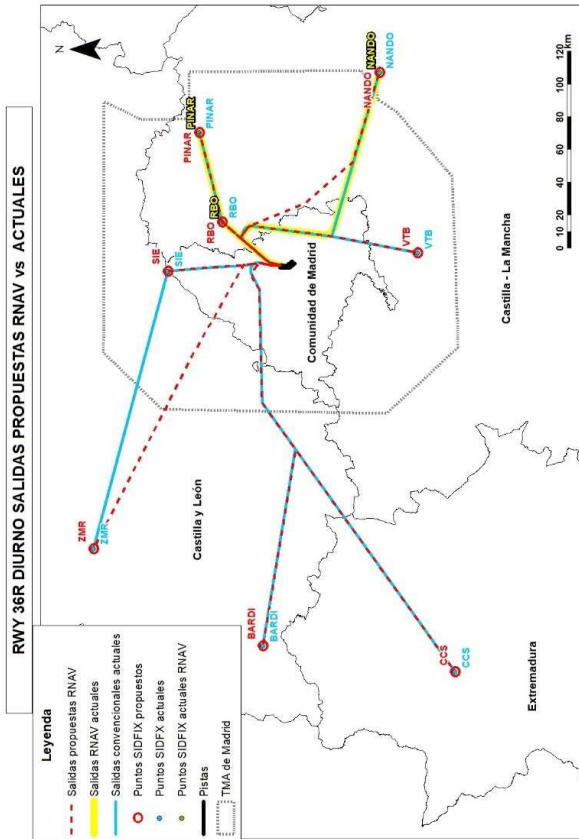 RWY 36R DIURNO SALIDAS PROPUESTAS RNAV vs ACTUALES
N
PINAR
PINAR
PINAR
RBO
RBO
RBO
NANDO
NANDO
NANDO
SIE
SIE
VTB
VTB
ZMR
ZMR
BARDI
BARDI
CCS
CCS
Comunidad de Madrid
Castilla - La Mancha
Castilla y León
Extremadura
0 10 20 40 60 80 100 120
km
Leyenda
Salidas propuestas RNAV
Salidas RNAV actuales
Salidas convencionales actuales
Puntos SIDFIX propuestos
Puntos SIDFX actuales
Puntos SIDFIX actuales RNAV
Pistas
TMA de Madrid